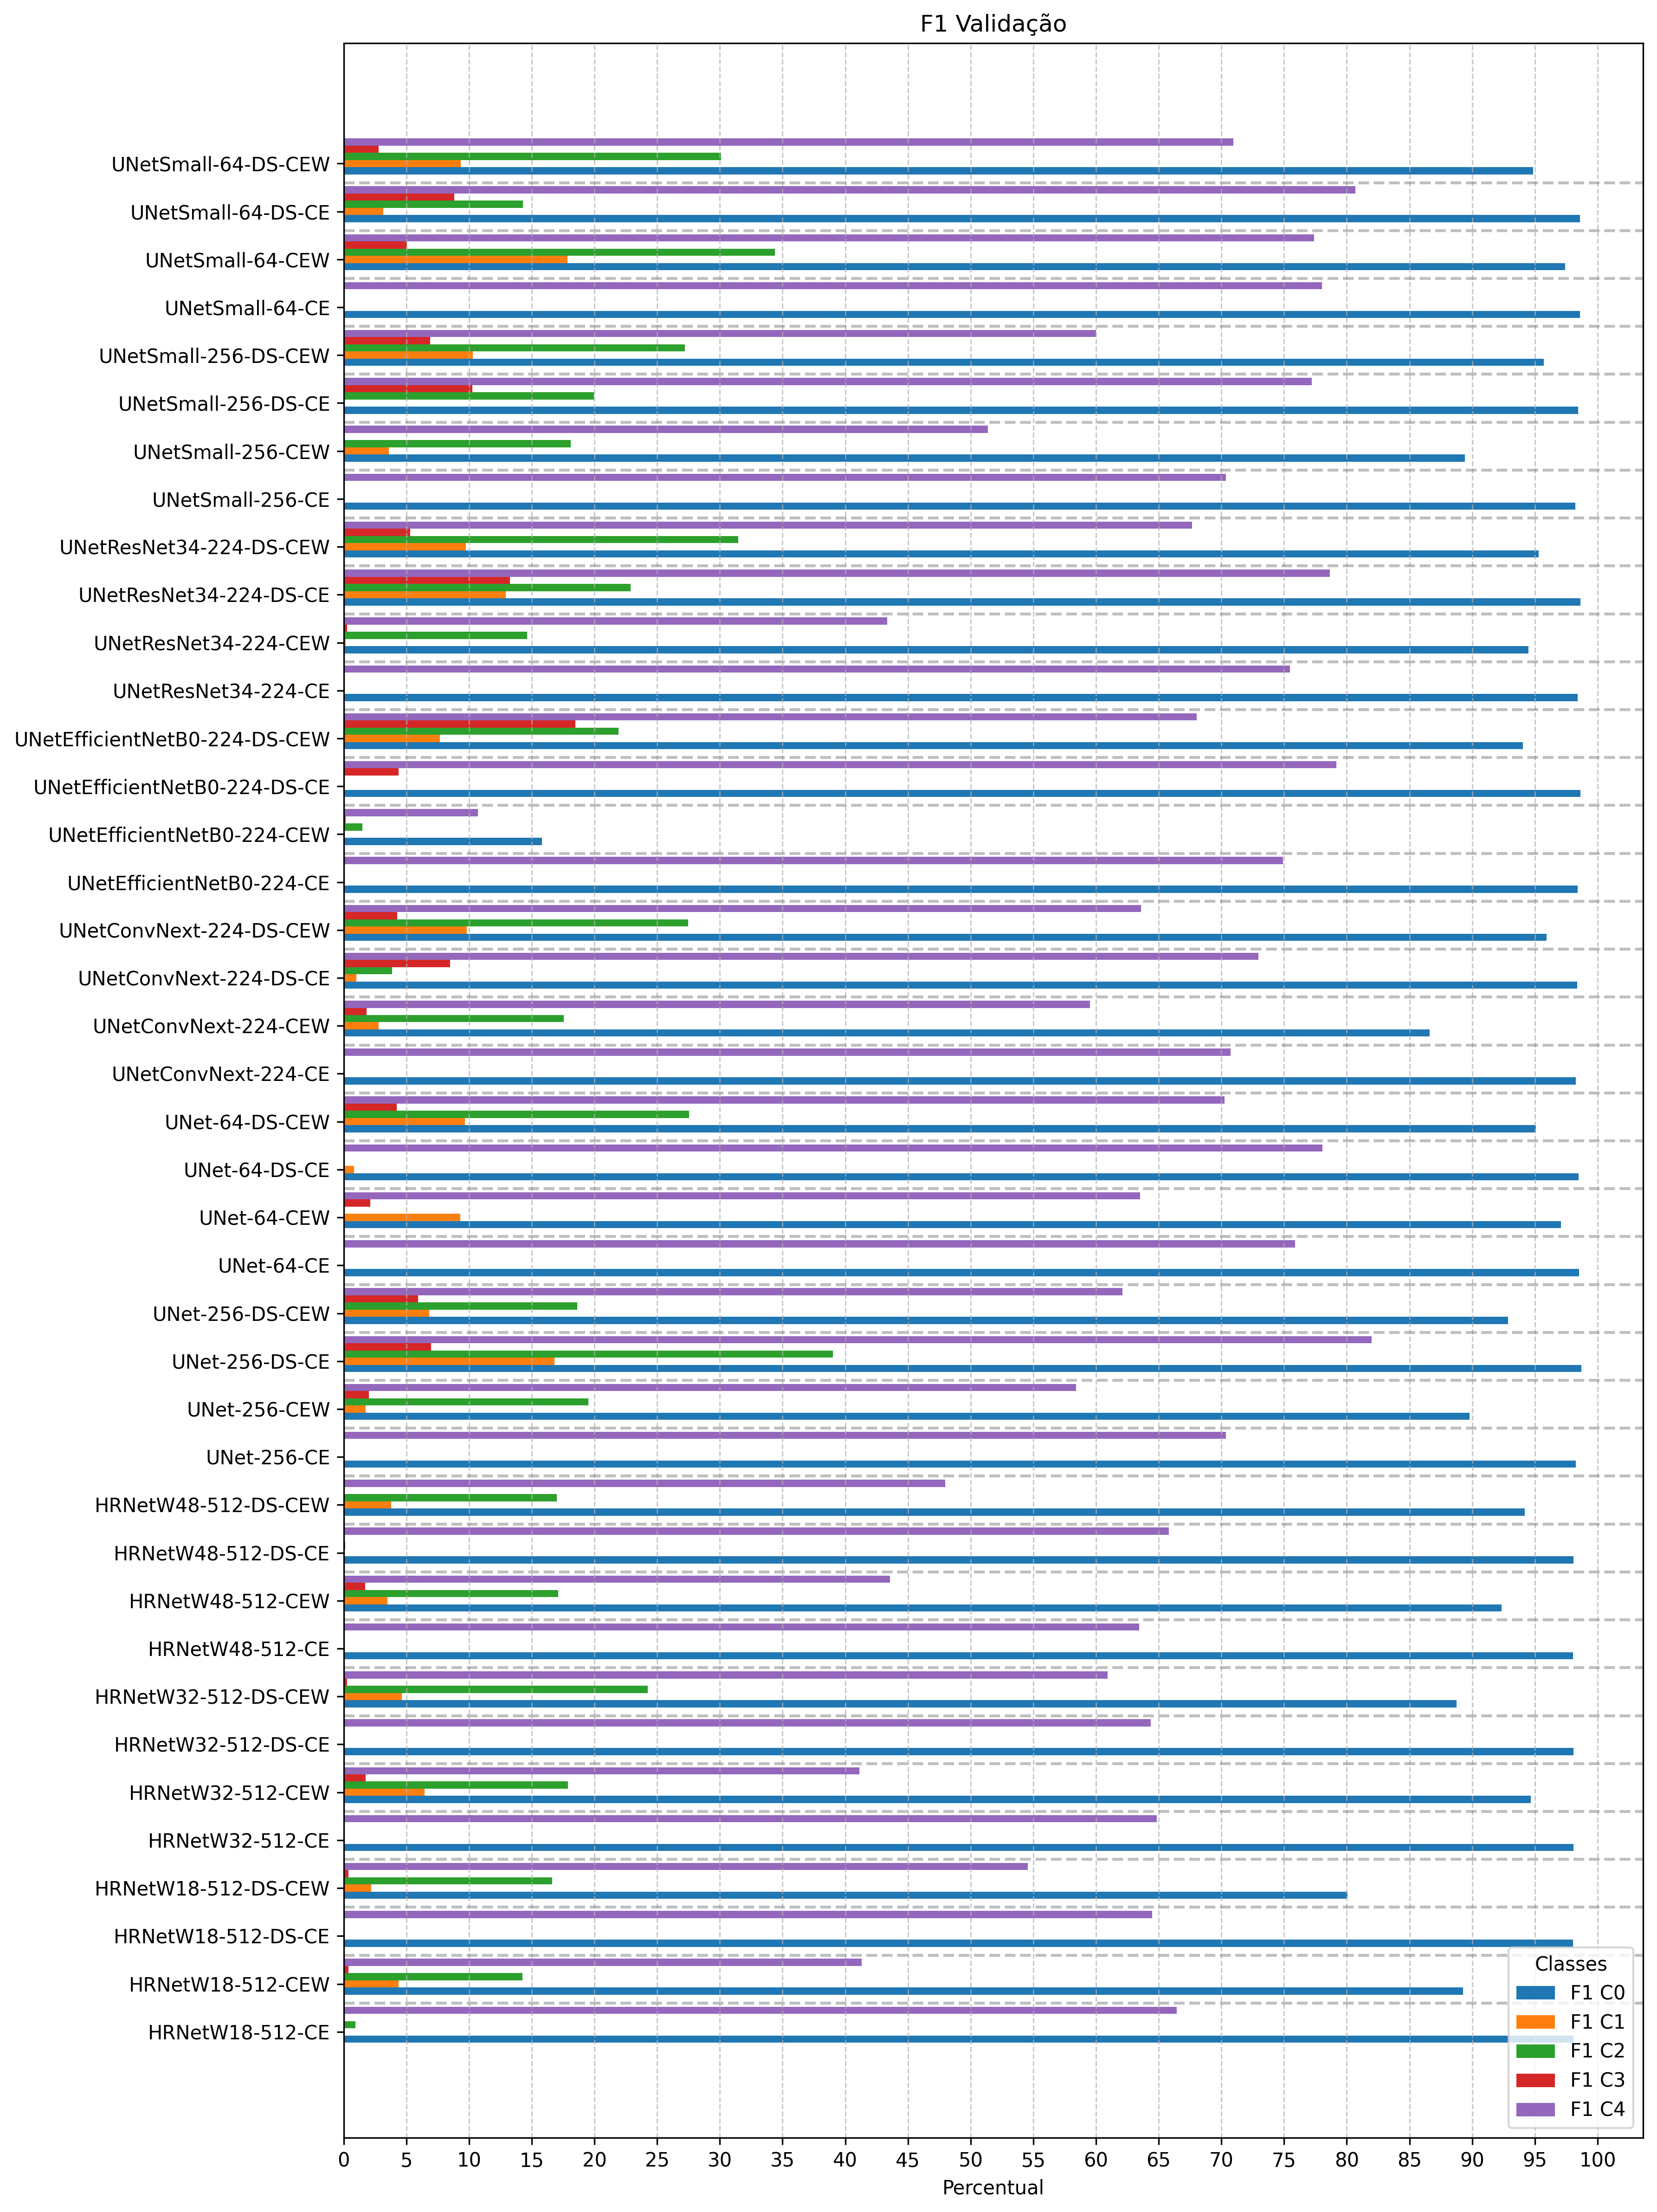 F1 Validação
UNetSmall-64-DS-CEW
UNetSmall-64-DS-CE
UNetSmall-64-CEW
UNetSmall-64-CE
UNetSmall-256-DS-CEW
UNetSmall-256-DS-CE
UNetSmall-256-CEW
UNetSmall-256-CE
UNetResNet34-224-DS-CEW
UNetResNet34-224-DS-CE
UNetResNet34-224-CEW
UNetResNet34-224-CE
UNetEfficientNetB0-224-DS-CEW
UNetEfficientNetB0-224-DS-CE
UNetEfficientNetB0-224-CEW
UNetEfficientNetB0-224-CE
UNetConvNext-224-DS-CEW
UNetConvNext-224-DS-CE
UNetConvNext-224-CEW
UNetConvNext-224-CE
UNet-64-DS-CEW
UNet-64-DS-CE
UNet-64-CEW
UNet-64-CE
UNet-256-DS-CEW
UNet-256-DS-CE
UNet-256-CEW
UNet-256-CE
HRNetW48-512-DS-CEW
HRNetW48-512-DS-CE
HRNetW48-512-CEW
HRNetW48-512-CE
HRNetW32-512-DS-CEW
HRNetW32-512-DS-CE
HRNetW32-512-CEW
HRNetW32-512-CE
HRNetW18-512-DS-CEW
HRNetW18-512-DS-CE
HRNetW18-512-CEW
HRNetW18-512-CE
Classes
F1 C0
F1 C1
F1 C2
F1 C3
F1 C4
0 5 10 15 20 25 30 35 40 45 50 55 60 65 70 75 80 85 90 95 100
Percentual